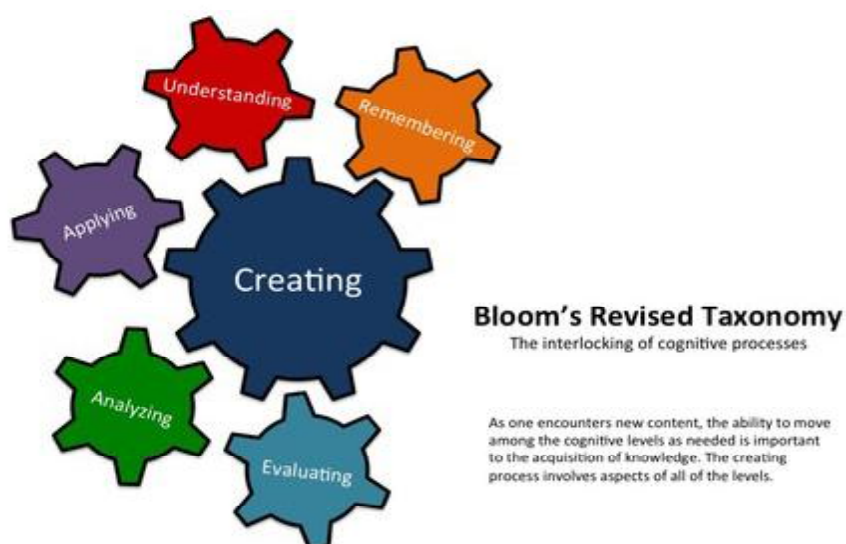 Understanding
Remembering
Applying
Creating
Analyzing
Evaluating
Bloom's Revised Taxonomy
The interlocking of cognitive processes
As one encounters new content, the ability to move
among the cognitive levels as needed is important
to the acquisition of knowledge. The creating
process involves aspects of all of the levels.